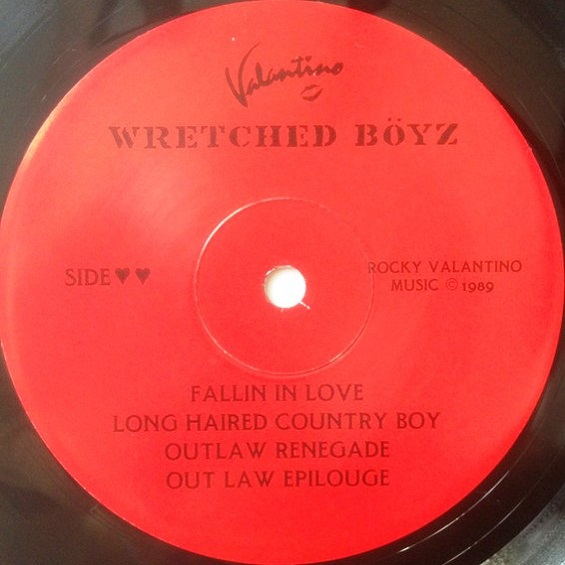 Valantino
WRETCHED BÖYZ
SIDE ♥♥
ROCKY VALANTINO
MUSIC © 1989
FALLIN IN LOVE
LONG HAIRED COUNTRY BOY
OUTLAW RENEGADE
OUT LAW EPILOUGE